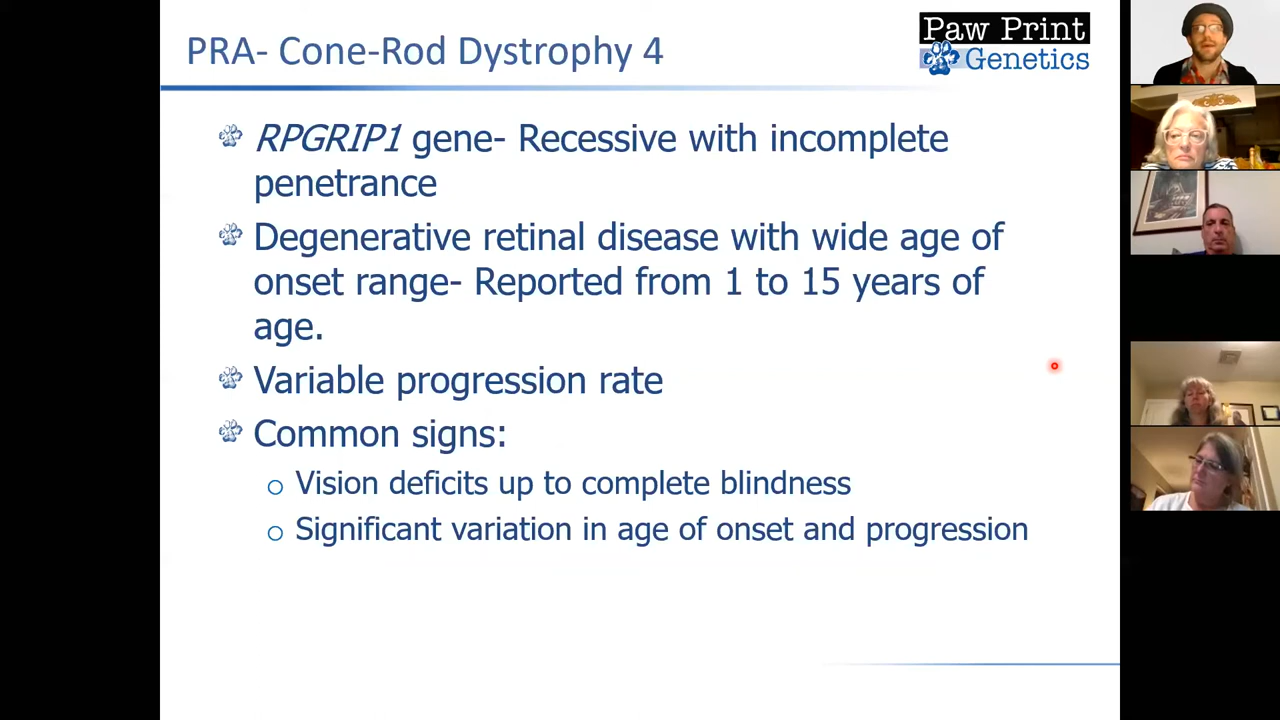 PRA- Cone-Rod Dystrophy 4
Paw Print
Genetics
RPGRIP1 gene- Recessive with incomplete
penetrance
Degenerative retinal disease with wide age of
onset range- Reported from 1 to 15 years of
age.
Variable progression rate
Common signs:
Vision deficits up to complete blindness
Significant variation in age of onset and progression